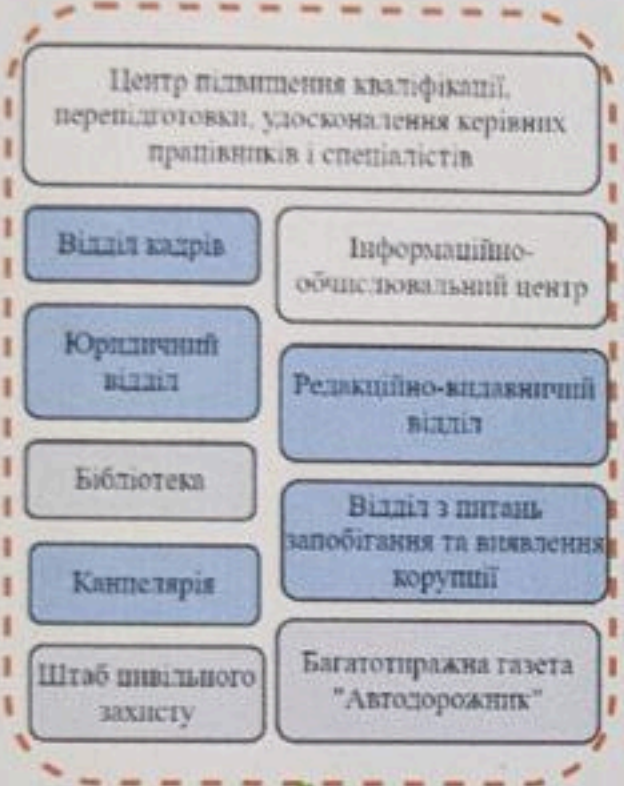 Центр підвищення кваліфікації,
перепідготовки, удосконалення керівних
працівників і спеціалістів
Відділ кадрів
Інформаційно-
обчислювальний центр
Юридичний
відділ
Редакційно-видавничий
відділ
Бібліотека
Відділ з питань
запобігання та виявлення
корупції
Канцелярія
Штаб цивільного
захисту
Багатотиражна газета
"Автодорожник"